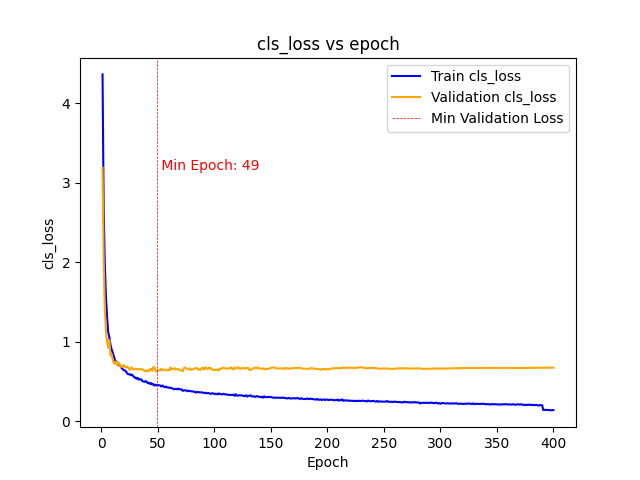 cls_loss vs epoch
Train cls_loss
Validation cls_loss
Min Validation Loss
Min Epoch: 49
cls_loss
4
3
2
1
0
0 50 100 150 200 250 300 350 400
Epoch